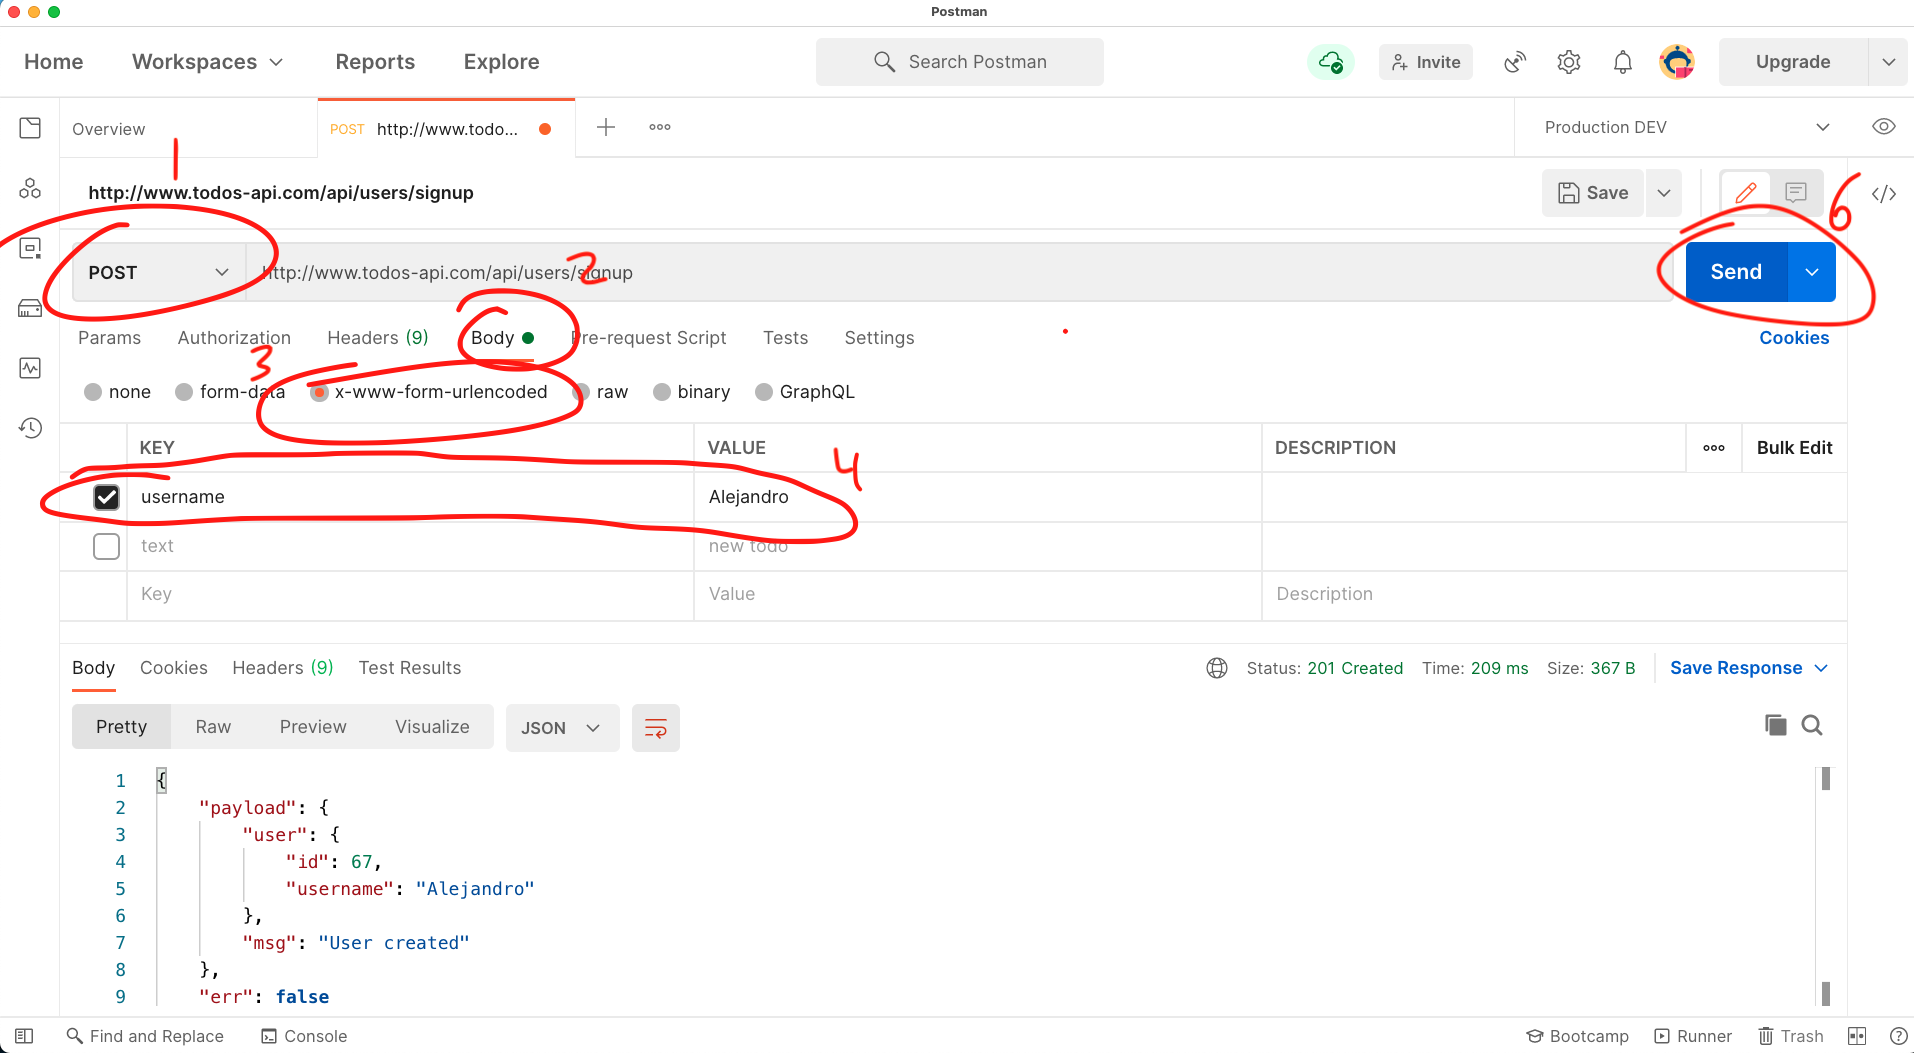 Postman
Home Workspaces Reports Explore Search Postman Invite Upgrade
Overview POST http://www.todo... Production DEV
1
http://www.todos-api.com/api/users/signup Save 6
POST http://www.todos-api.com/api/users/signup 2 Send
Params Authorization Headers (9) Body Pre-request Script Tests Settings Cookies
3
none form-data x-www-form-urlencoded raw binary GraphQL
KEY VALUE DESCRIPTION Bulk Edit
4
username Alejandro
text new todo
Key Value Description
Body Cookies Headers (9) Test Results Status: 201 Created Time: 209 ms Size: 367 B Save Response
Pretty Raw Preview Visualize JSON
1 {
2 "payload": {
3 "user": {
4 "id": 67,
5 "username": "Alejandro"
6 },
7 "msg": "User created"
8 },
9 "err": false
Find and Replace Console Bootcamp Runner Trash